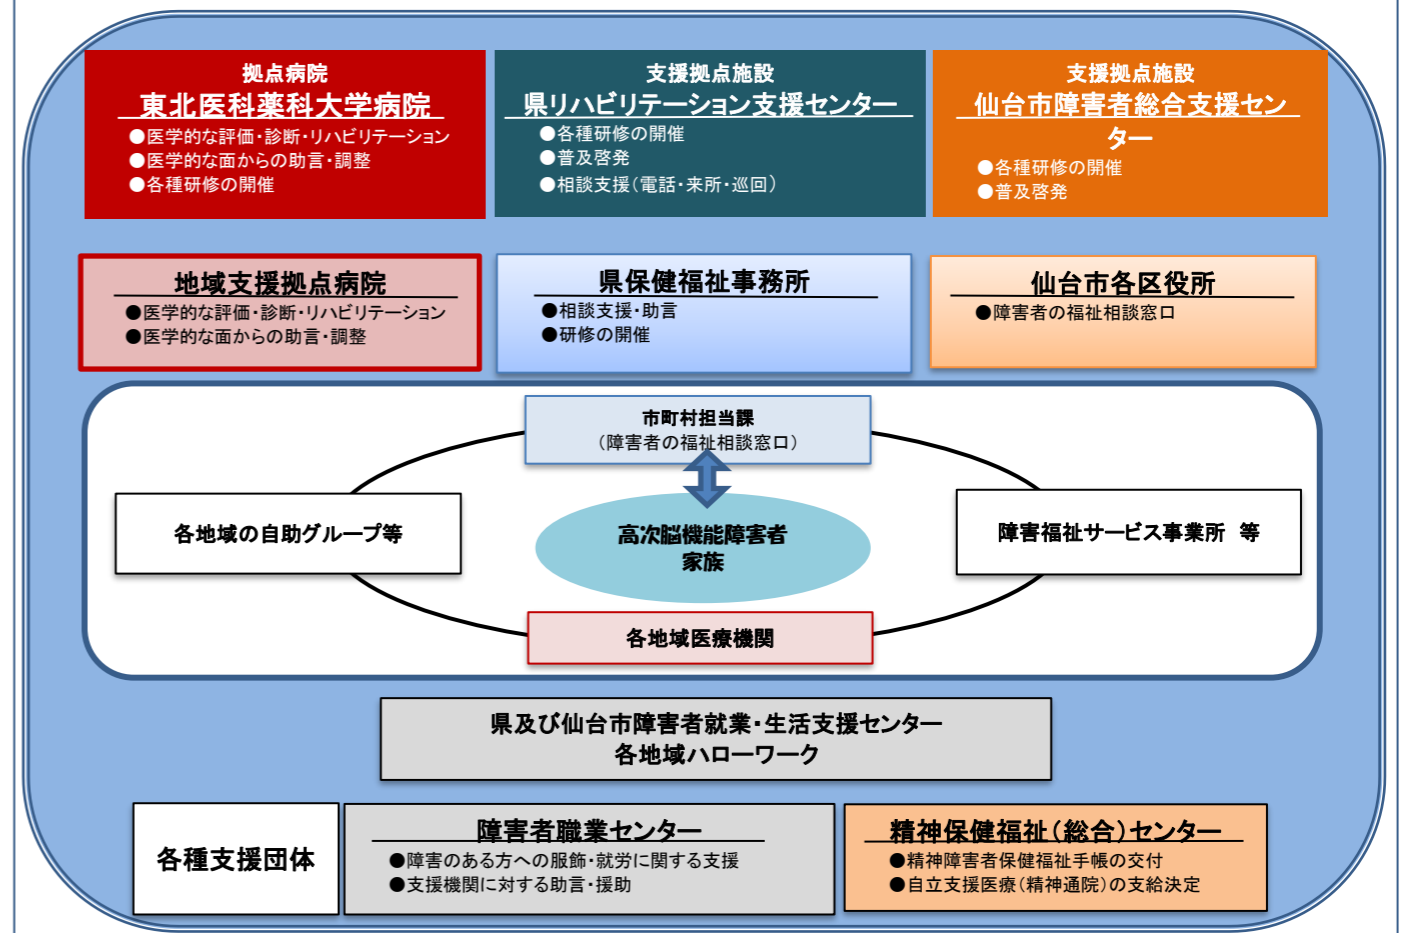 拠点病院
東北医科薬科大学病院
●医学的な評価・診断・リハビリテーション
●医学的な面からの助言・調整
●各種研修の開催
支援拠点施設
県リハビリテーション支援センター
●各種研修の開催
●普及啓発
●相談支援(電話・来所・巡回)
支援拠点施設
仙台市障害者総合支援セン
ター
●各種研修の開催
●普及啓発
地域支援拠点病院
●医学的な評価・診断・リハビリテーション
●医学的な面からの助言・調整
県保健福祉事務所
●相談支援・助言
●研修の開催
仙台市各区役所
●障害者の福祉相談窓口
市町村担当課
(障害者の福祉相談窓口)
各地域の自助グループ等
高次脳機能障害者
家族
障害福祉サービス事業所　等
各地域医療機関
県及び仙台市障害者就業・生活支援センター
各地域ハローワーク
各種支援団体
障害者職業センター
●障害のある方への服飾・就労に関する支援
●支援機関に対する助言・援助
精神保健福祉(総合)センター
●精神障害者保健福祉手帳の交付
●自立支援医療(精神通院)の支給決定